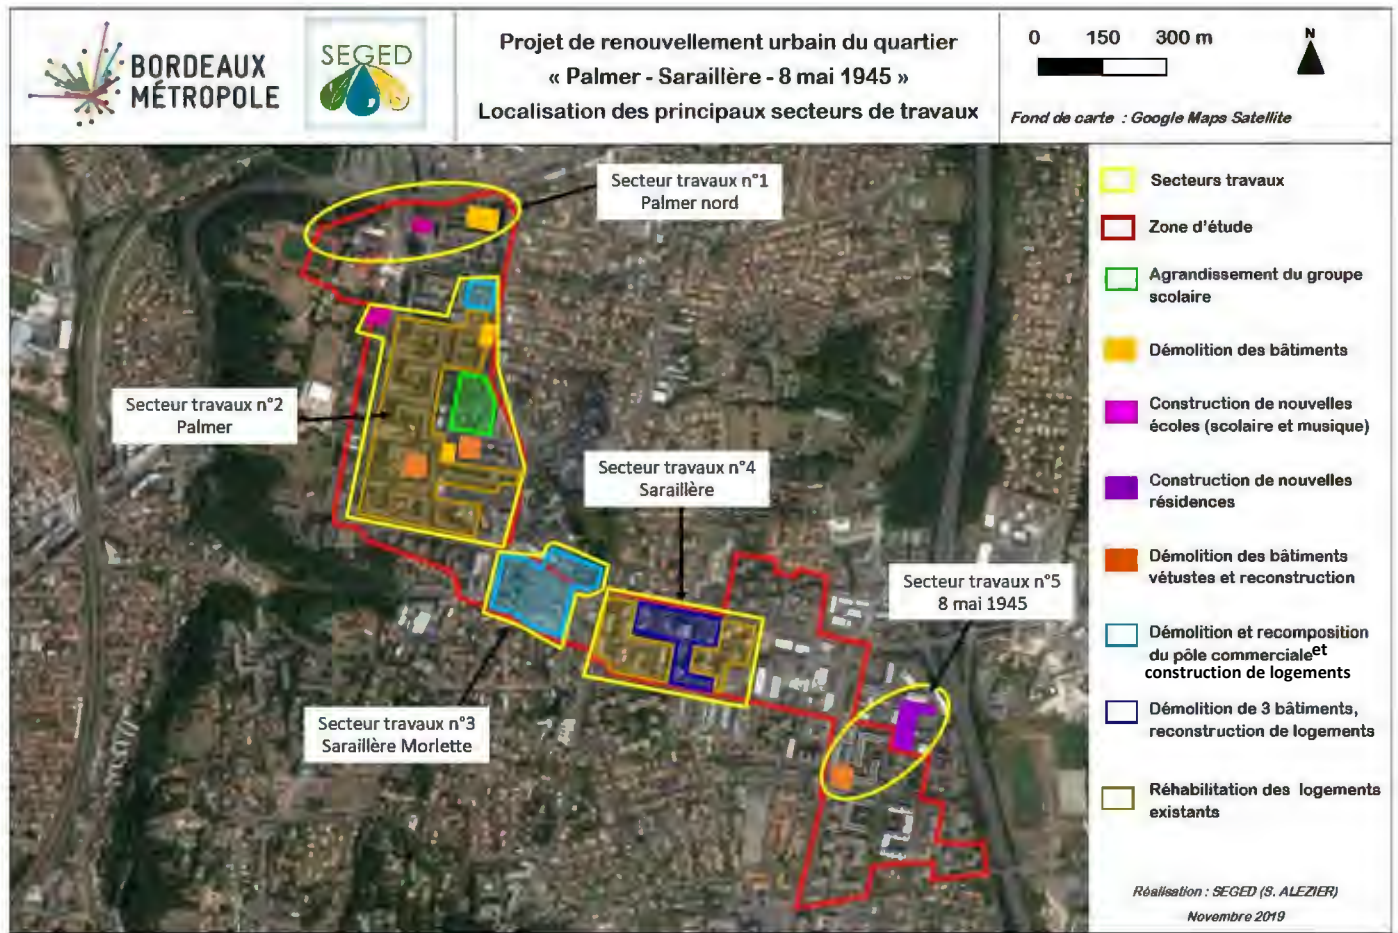 BORDEAUX
MÉTROPOLE
SEGED
Projet de renouvellement urbain du quartier
« Palmer - Saraillère - 8 mai 1945 »
Localisation des principaux secteurs de travaux
0 150 300 m
N
Fond de carte : Google Maps Satellite
Secteur travaux n°1
Palmer nord
Secteur travaux n°2
Palmer
Secteur travaux n°4
Saraillère
Secteur travaux n°5
8 mai 1945
Secteur travaux n°3
Saraillère Morlette
Secteurs travaux
Zone d'étude
Agrandissement du groupe
scolaire
Démolition des bâtiments
Construction de nouvelles
écoles (scolaire et musique)
Construction de nouvelles
résidences
Démolition des bâtiments
vétustes et reconstruction
Démolition et recomposition
du pôle commerciale et
construction de logements
Démolition de 3 bâtiments,
reconstruction de logements
Réhabilitation des logements
existants
Réalisation : SEGED (S. ALEZIER)
Novembre 2019